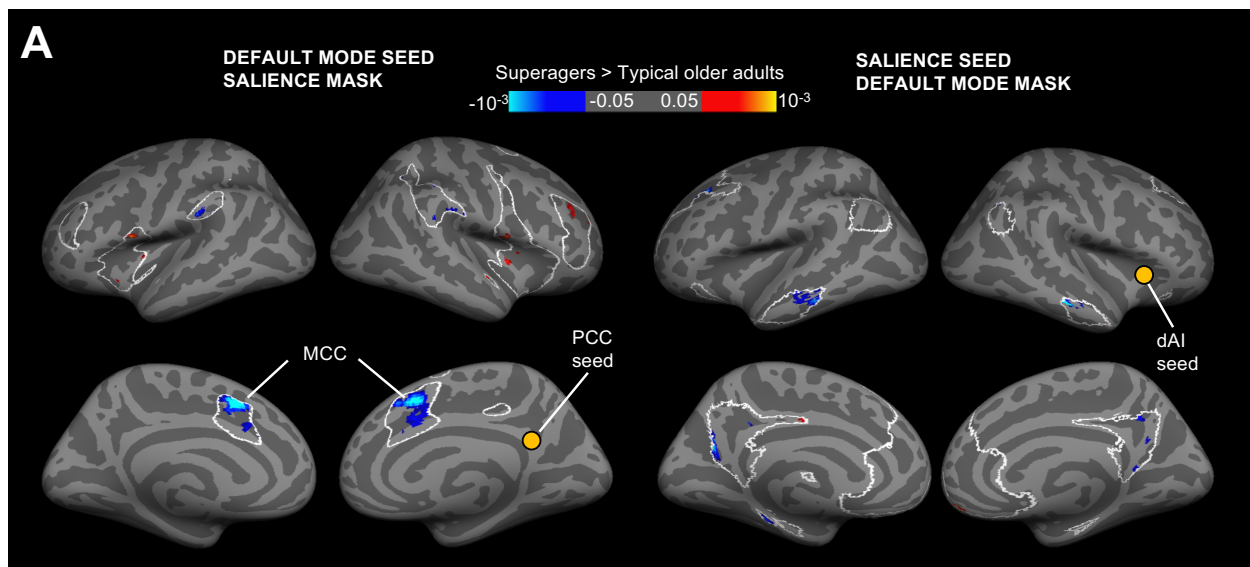 A
DEFAULT MODE SEED
SALIENCE MASK
Superagers > Typical older adults
-10⁻³ -0.05 0.05 10⁻³
SALIENCE SEED
DEFAULT MODE MASK
MCC
PCC
seed
dAI
seed